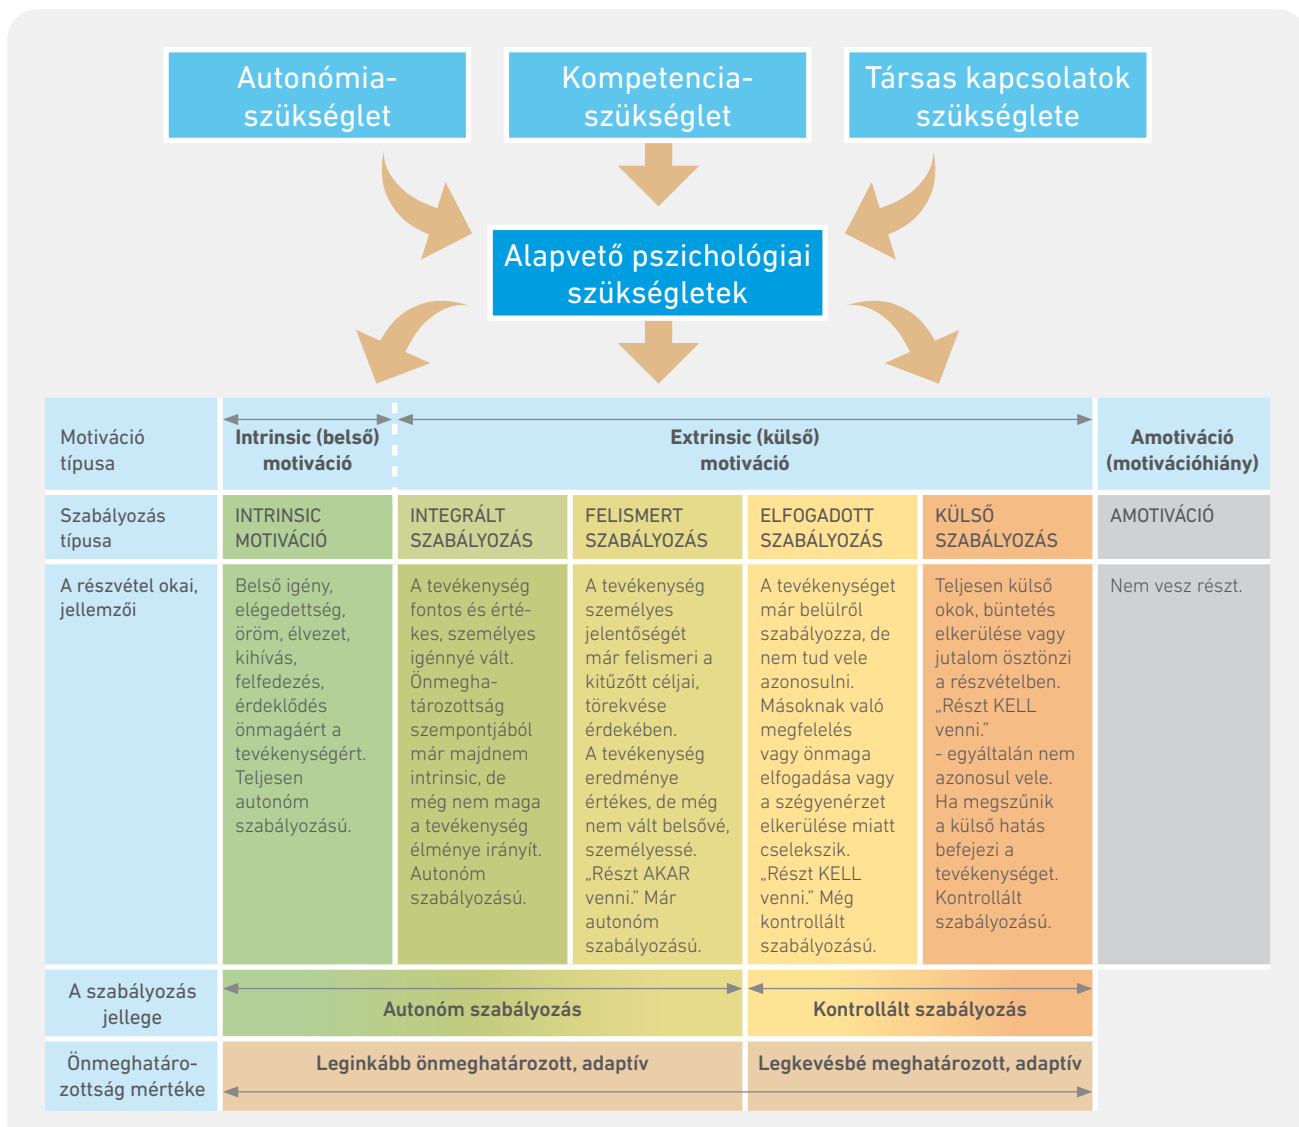 Autonómia-
szükséglet
Kompetencia-
szükséglet
Társas kapcsolatok
szükséglete
Alapvető pszichológiai
szükségletek
Motiváció
típusa
Intrinsic (belső)
motiváció
Extrinsic (külső)
motiváció
Amotiváció
(motivációhiány)
Szabályozás
típusa
INTRINSIC
MOTIVÁCIÓ
INTEGRÁLT
SZABÁLYOZÁS
FELISMERT
SZABÁLYOZÁS
ELFOGADOTT
SZABÁLYOZÁS
KÜLSŐ
SZABÁLYOZÁS
AMOTIVÁCIÓ
A részvétel okai,
jellemzői
Belső igény,
elégedettség,
öröm, élvezet,
kihívás,
felfedezés,
érdeklődés
önmagáért a
tevékenységért.
Teljesen
autonóm
szabályozású.
A tevékenység
fontos és érté-
kes, személyes
igénnyé vált.
Önmegha-
tározottság
szempontjából
már majdnem
intrinsic, de
még nem maga
a tevékenység
élménye irányít.
Autonóm
szabályozású.
A tevékenység
személyes
jelentőségét
már felismeri a
kitűzőtt céljai,
törekvése
érdekében.
A tevékenység
eredménye
értékes, de még
nem vált belsővé,
személyessé.
„Részt AKAR
venni.” Már
autonóm
szabályozású.
A tevékenységet
már belülről
szabályozza, de
nem tud vele
azonosulni.
Másoknak való
megfelelés
vagy önmaga
elfogadása vagy
a szégyenérzet
elkerülése miatt
cselekszik.
„Részt KELL
venni.” Még
kontrollált
szabályozású.
Teljesen külső
okok, büntetés
elkerülése vagy
jutalom ösztönzi
a részvételben.
„Részt KELL
venni.”
- egyáltalán nem
azonosul vele.
Ha megszűnik
a külső hatás
befejezi a
tevékenységet.
Kontrollált
szabályozású.
Nem vesz részt.
A szabályozás
jellege
Autonóm szabályozás
Kontrollált szabályozás
Önmeghatáro-
zottság mértéke
Leginkább önmeghatározott, adaptív
Legkevésbé meghatározott, adaptív